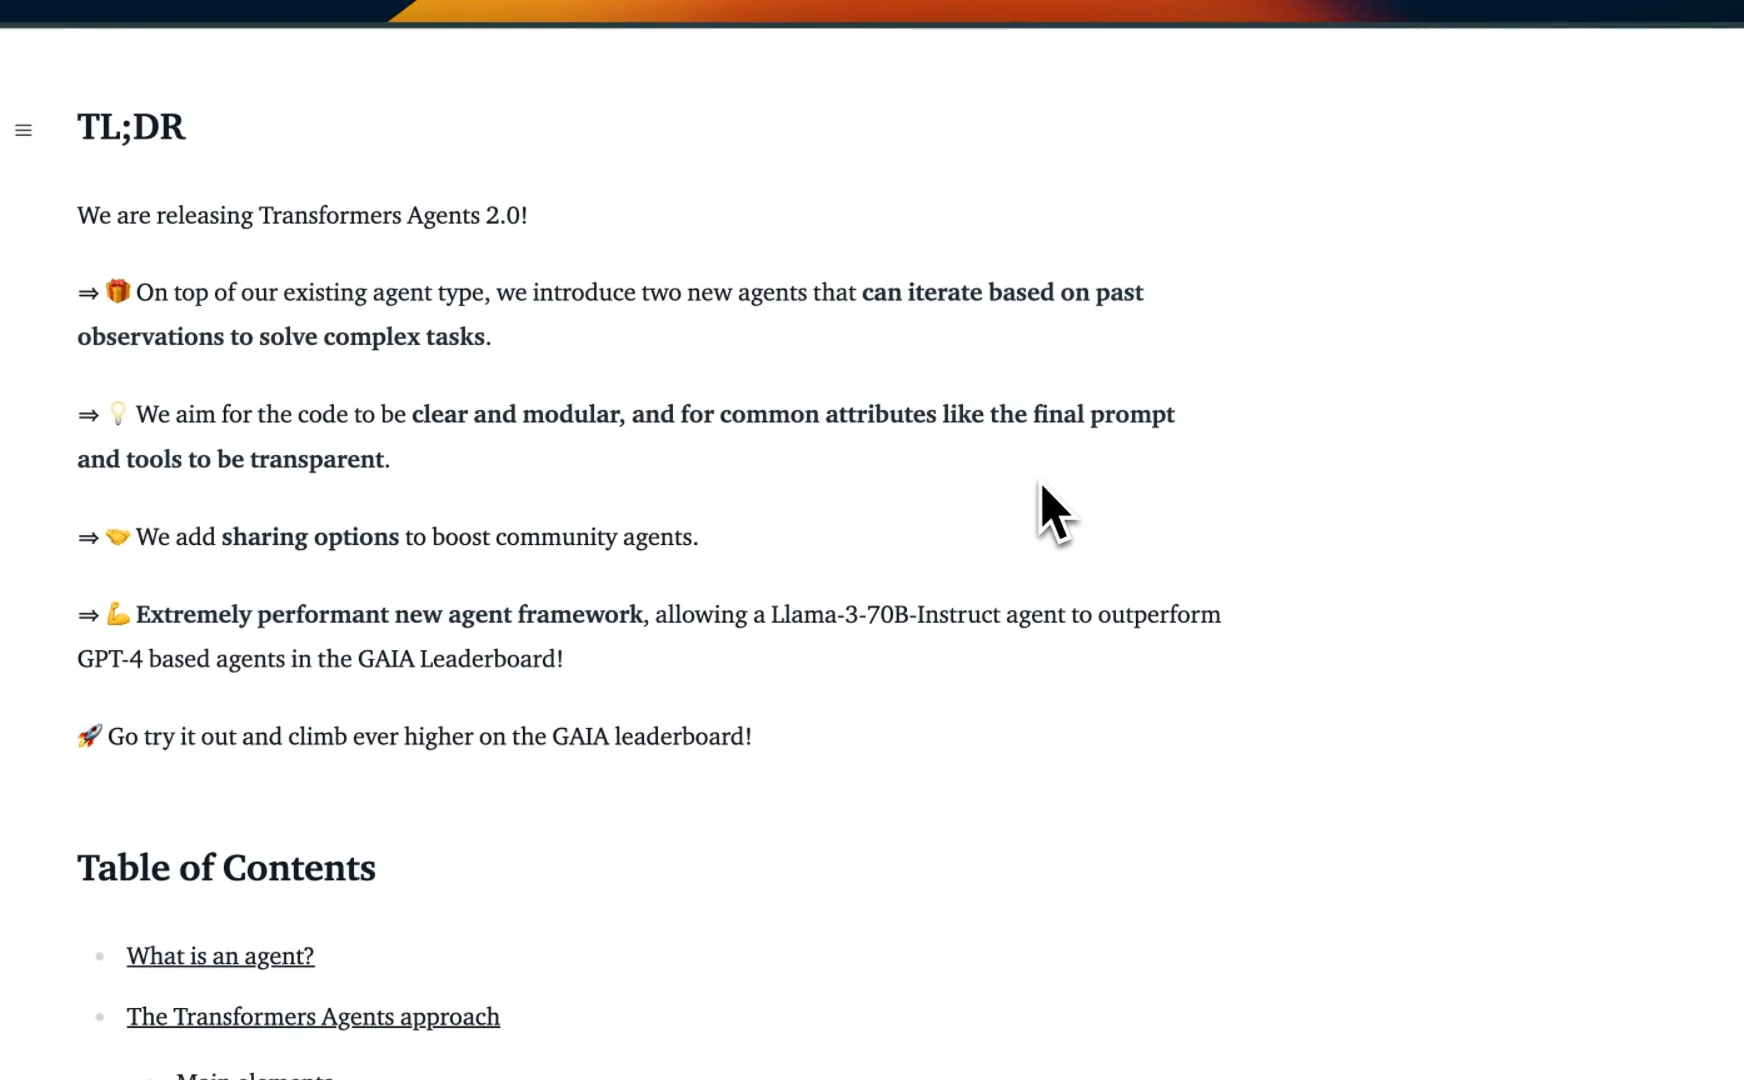 TL;DR
We are releasing Transformers Agents 2.0!
⇒ 🎁 On top of our existing agent type, we introduce two new agents that can iterate based on past
observations to solve complex tasks.
⇒ 💡 We aim for the code to be clear and modular, and for common attributes like the final prompt
and tools to be transparent.
⇒ 🤝 We add sharing options to boost community agents.
⇒ 💪 Extremely performant new agent framework, allowing a Llama-3-70B-Instruct agent to outperform
GPT-4 based agents in the GAIA Leaderboard!
🚀 Go try it out and climb ever higher on the GAIA leaderboard!
Table of Contents
What is an agent?
The Transformers Agents approach
Main elements